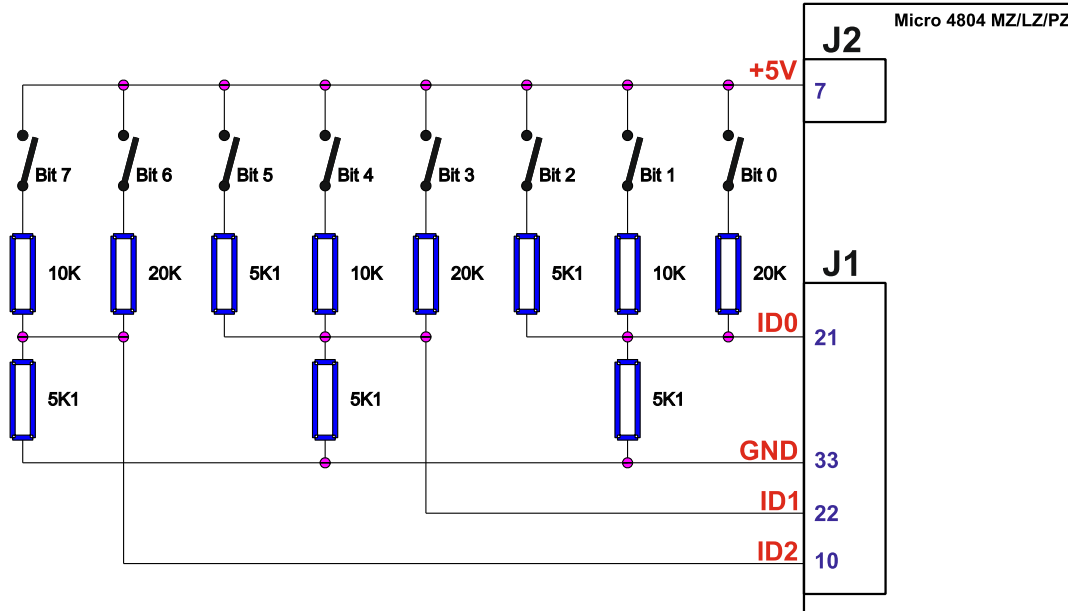 Micro 4804 MZ/LZ/PZ
J2
+5V
7
Bit 7 Bit 6 Bit 5 Bit 4 Bit 3 Bit 2 Bit 1 Bit 0
10K 20K 5K1 10K 20K 5K1 10K 20K
J1
ID0 21
5K1 5K1 5K1
GND 33
ID1 22
ID2 10